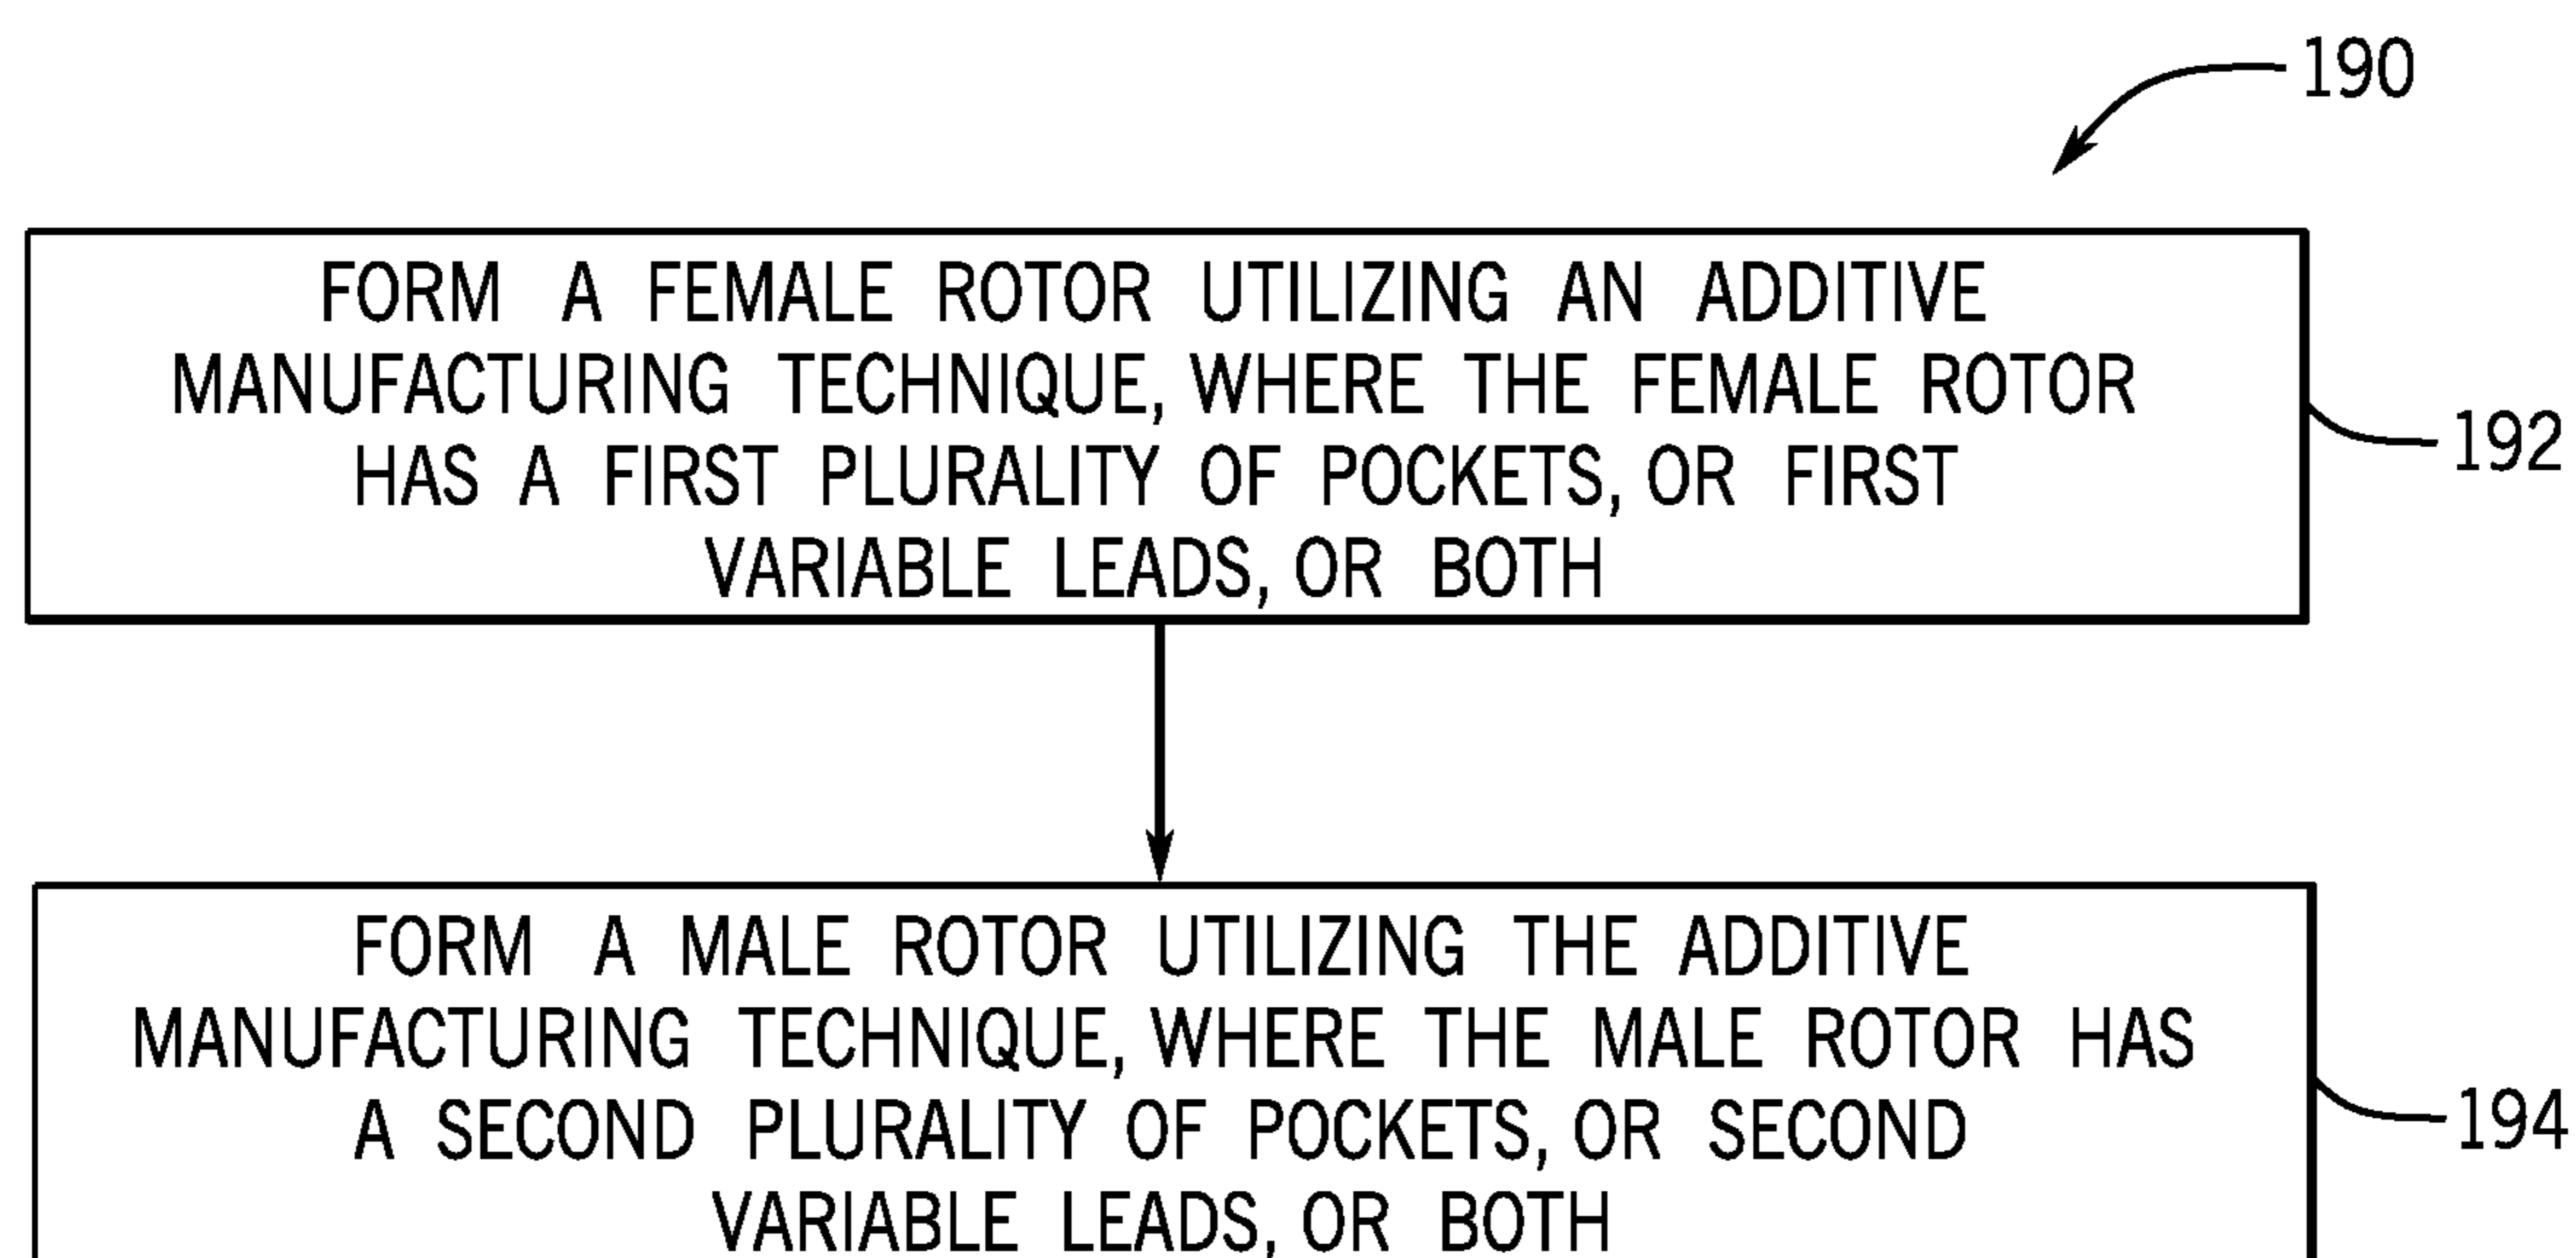 190
FORM A FEMALE ROTOR UTILIZING AN ADDITIVE
MANUFACTURING TECHNIQUE, WHERE THE FEMALE ROTOR
HAS A FIRST PLURALITY OF POCKETS, OR FIRST
VARIABLE LEADS, OR BOTH
192
FORM A MALE ROTOR UTILIZING THE ADDITIVE
MANUFACTURING TECHNIQUE, WHERE THE MALE ROTOR HAS
A SECOND PLURALITY OF POCKETS, OR SECOND
VARIABLE LEADS, OR BOTH
194